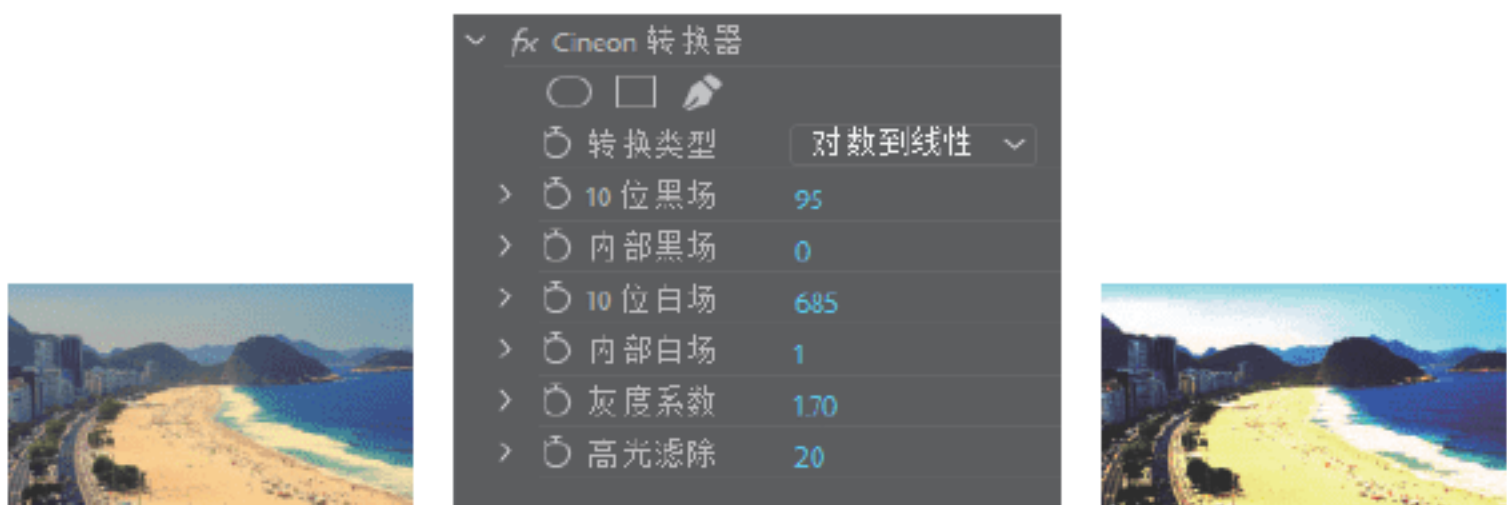 fx Cineon 转换器
转换类型 对数到线性
10 位黑场 95
内部黑场 0
10 位白场 685
内部白场 1
灰度系数 1.70
高光滤除 20